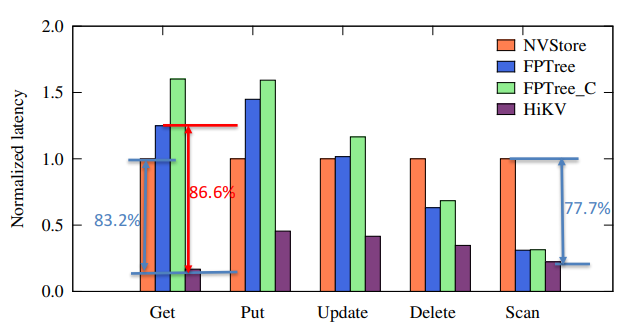 2.0
1.5
1.0
0.5
0.0
Normalized latency
NVStore
FPTree
FPTree_C
HiKV
83.2%
86.6%
77.7%
Get Put Update Delete Scan